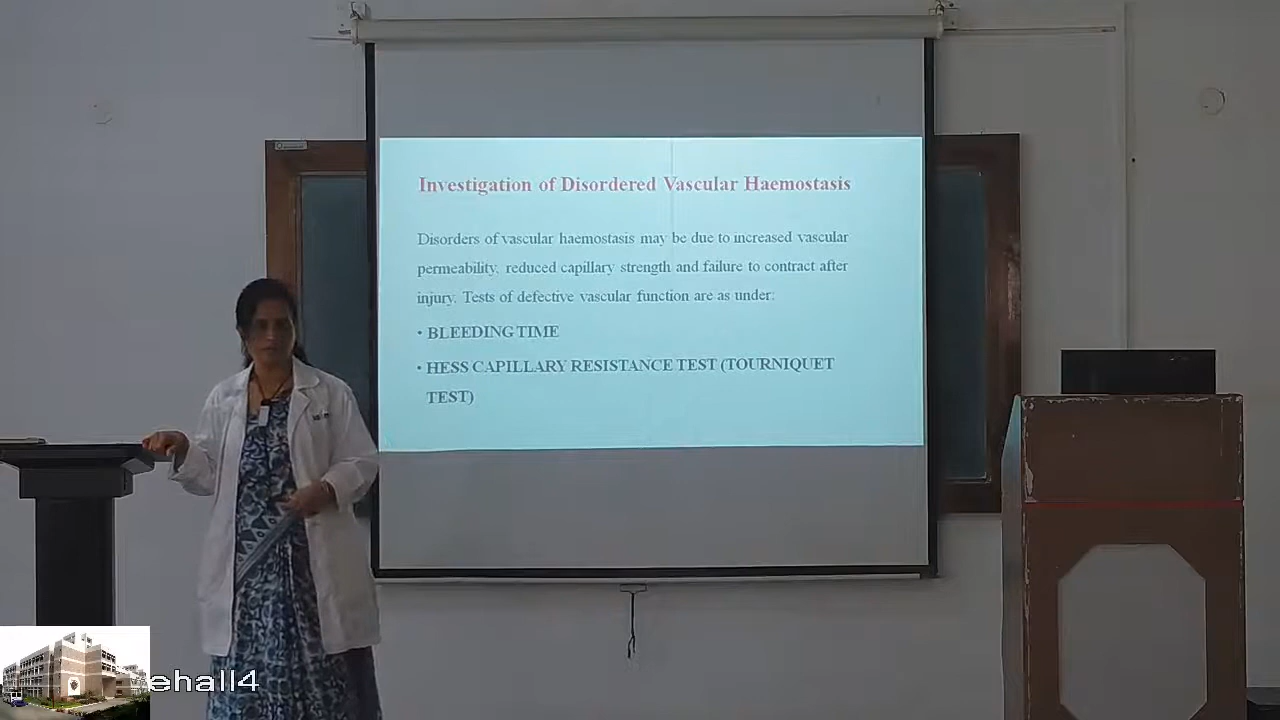 Investigation of Disordered Vascular Haemostasis
Disorders of vascular haemostasis may be due to increased vascular
permeability, reduced capillary strength and failure to contract after
injury. Tests of defective vascular function are as under:
• BLEEDING TIME
• HESS CAPILLARY RESISTANCE TEST (TOURNIQUET
TEST)
ehall4